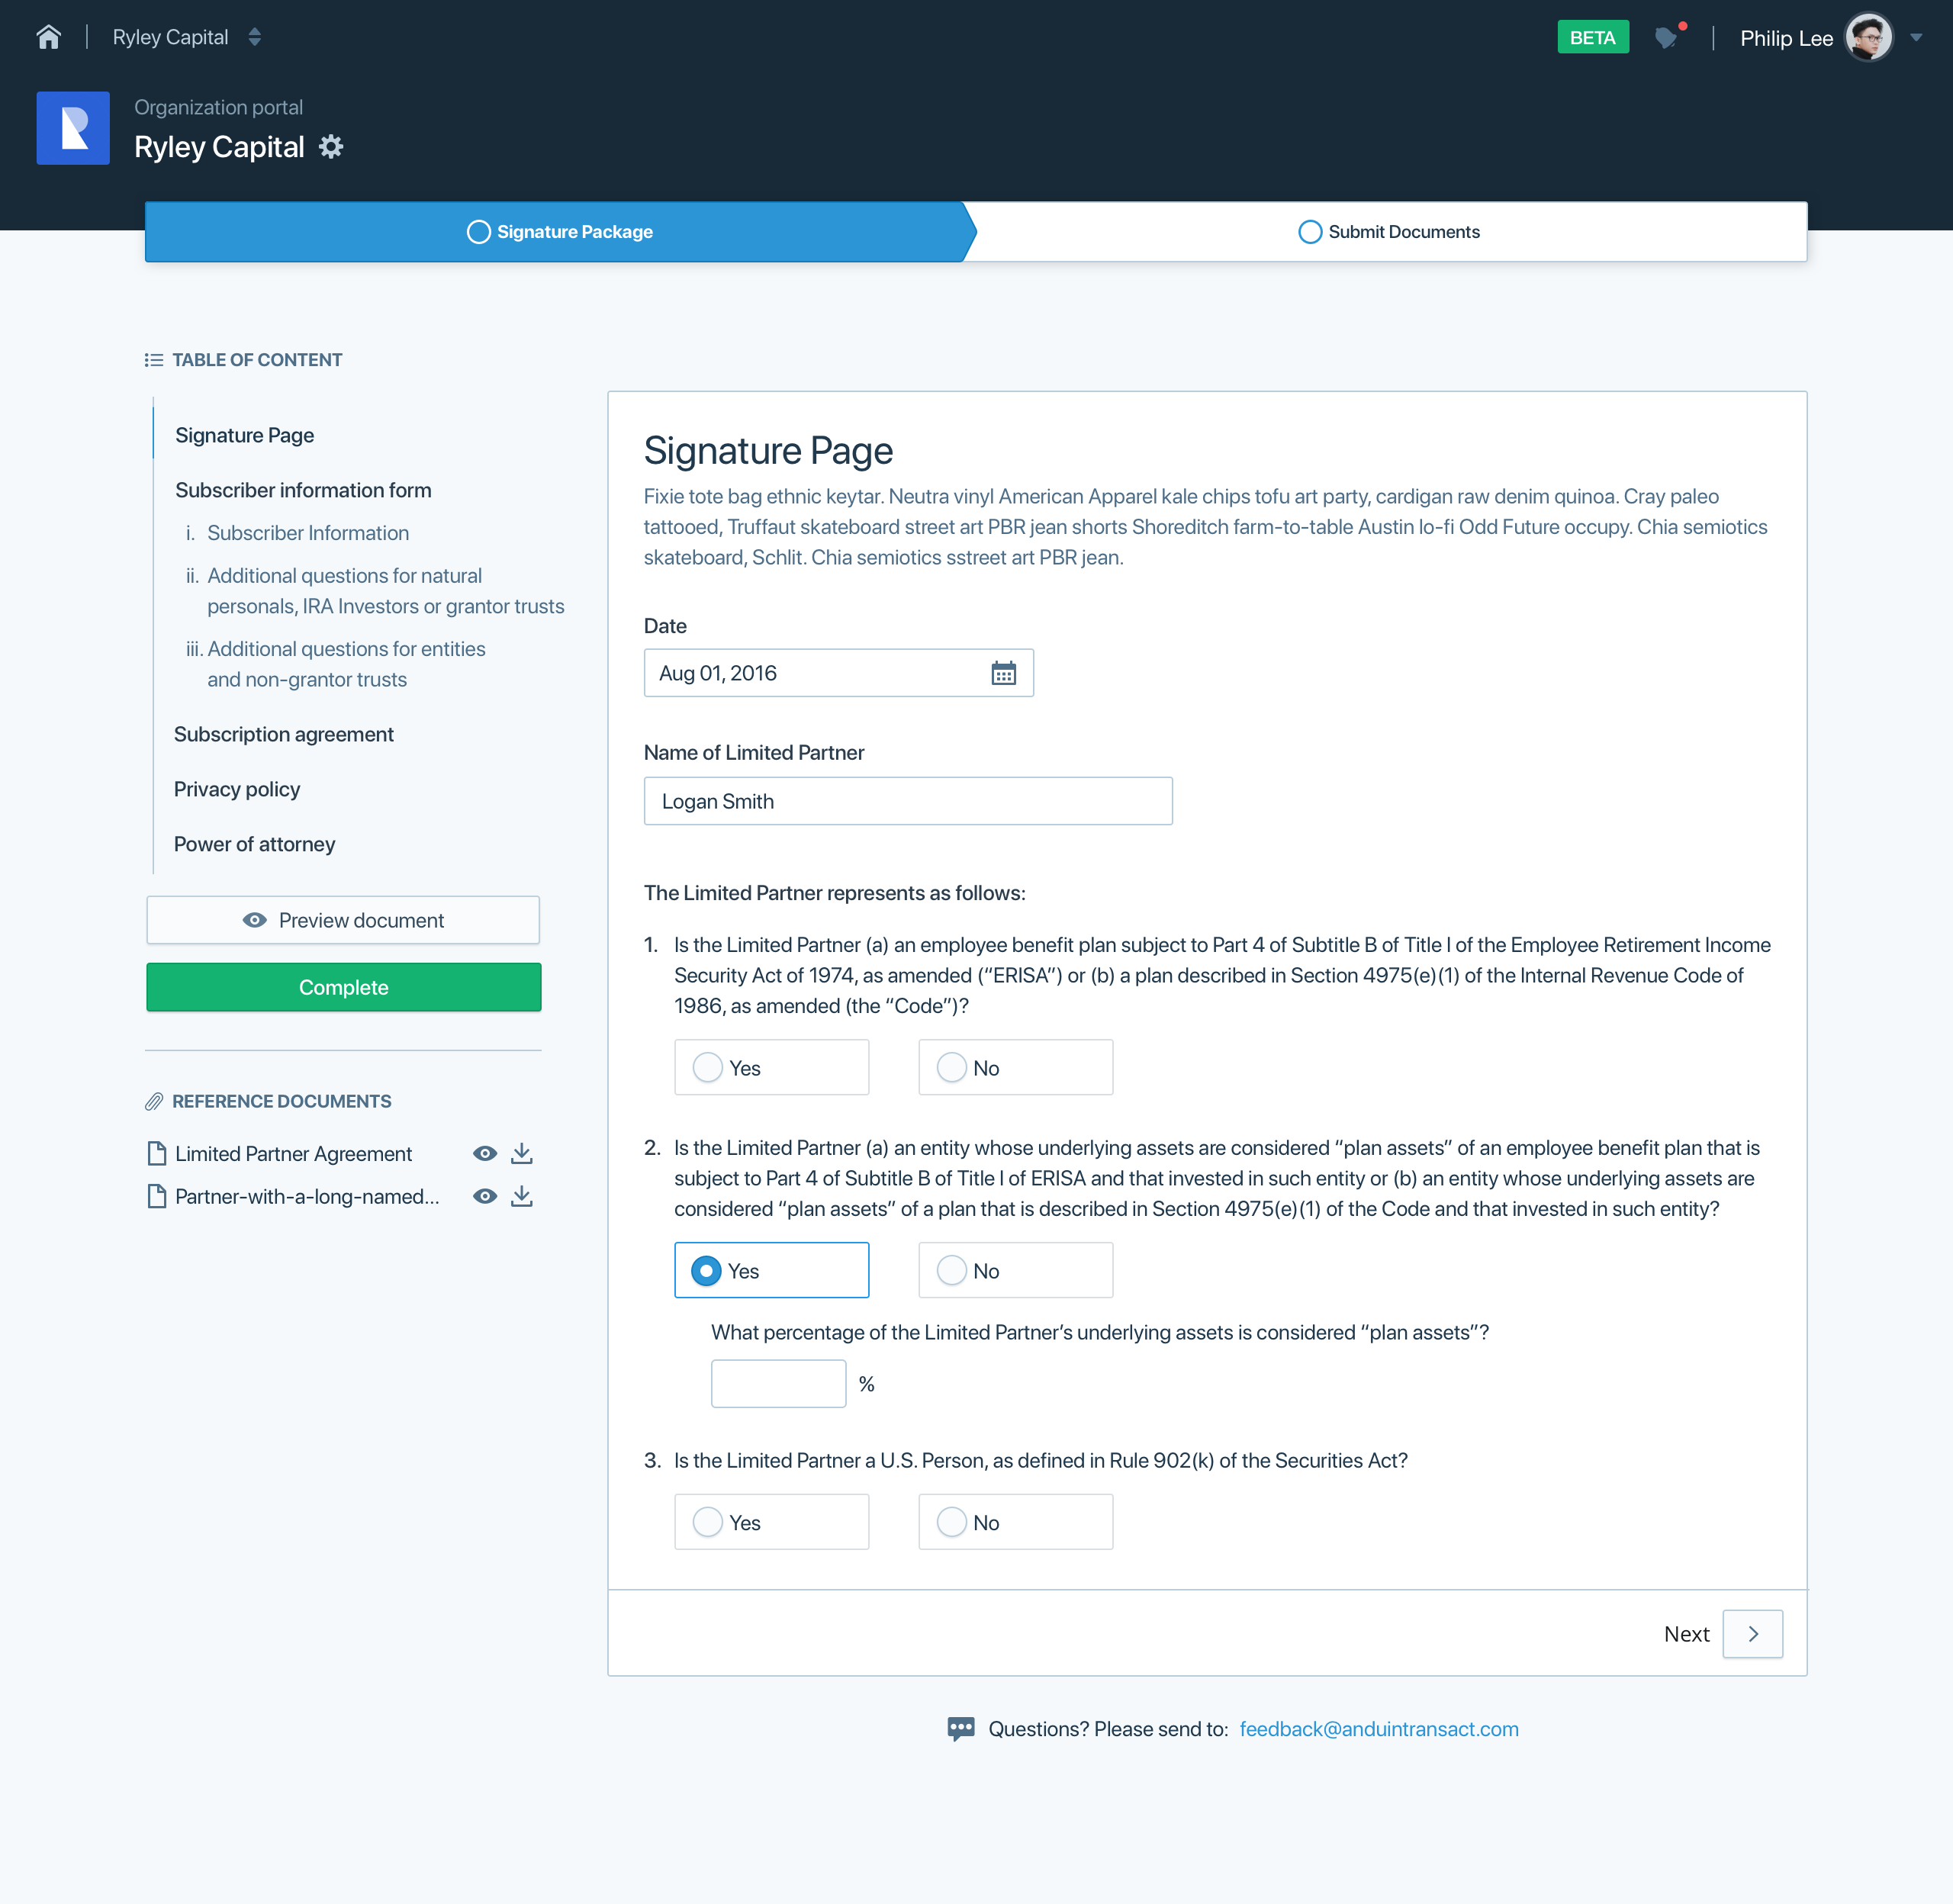 Ryley Capital
BETA
Philip Lee
Organization portal
Ryley Capital
Signature Package
Submit Documents
TABLE OF CONTENT
Signature Page
Subscriber information form
i. Subscriber Information
ii. Additional questions for natural
personals, IRA Investors or grantor trusts
iii. Additional questions for entities
and non-grantor trusts
Subscription agreement
Privacy policy
Power of attorney
Preview document
Complete
REFERENCE DOCUMENTS
Limited Partner Agreement
Partner-with-a-long-named...
Signature Page
Fixie tote bag ethnic keytar. Neutra vinyl American Apparel kale chips tofu art party, cardigan raw denim quinoa. Cray paleo
tattooed, Truffaut skateboard street art PBR jean shorts Shoreditch farm-to-table Austin lo-fi Odd Future occupy. Chia semiotics
skateboard, Schlit. Chia semiotics sstreet art PBR jean.
Date
Aug 01, 2016
Name of Limited Partner
Logan Smith
The Limited Partner represents as follows:
1. Is the Limited Partner (a) an employee benefit plan subject to Part 4 of Subtitle B of Title I of the Employee Retirement Income
Security Act of 1974, as amended (“ERISA”) or (b) a plan described in Section 4975(e)(1) of the Internal Revenue Code of
1986, as amended (the “Code”)?
Yes
No
2. Is the Limited Partner (a) an entity whose underlying assets are considered “plan assets” of an employee benefit plan that is
subject to Part 4 of Subtitle B of Title I of ERISA and that invested in such entity or (b) an entity whose underlying assets are
considered “plan assets” of a plan that is described in Section 4975(e)(1) of the Code and that invested in such entity?
Yes
No
What percentage of the Limited Partner’s underlying assets is considered “plan assets”?
%
3. Is the Limited Partner a U.S. Person, as defined in Rule 902(k) of the Securities Act?
Yes
No
Next
Questions? Please send to: feedback@anduintransact.com